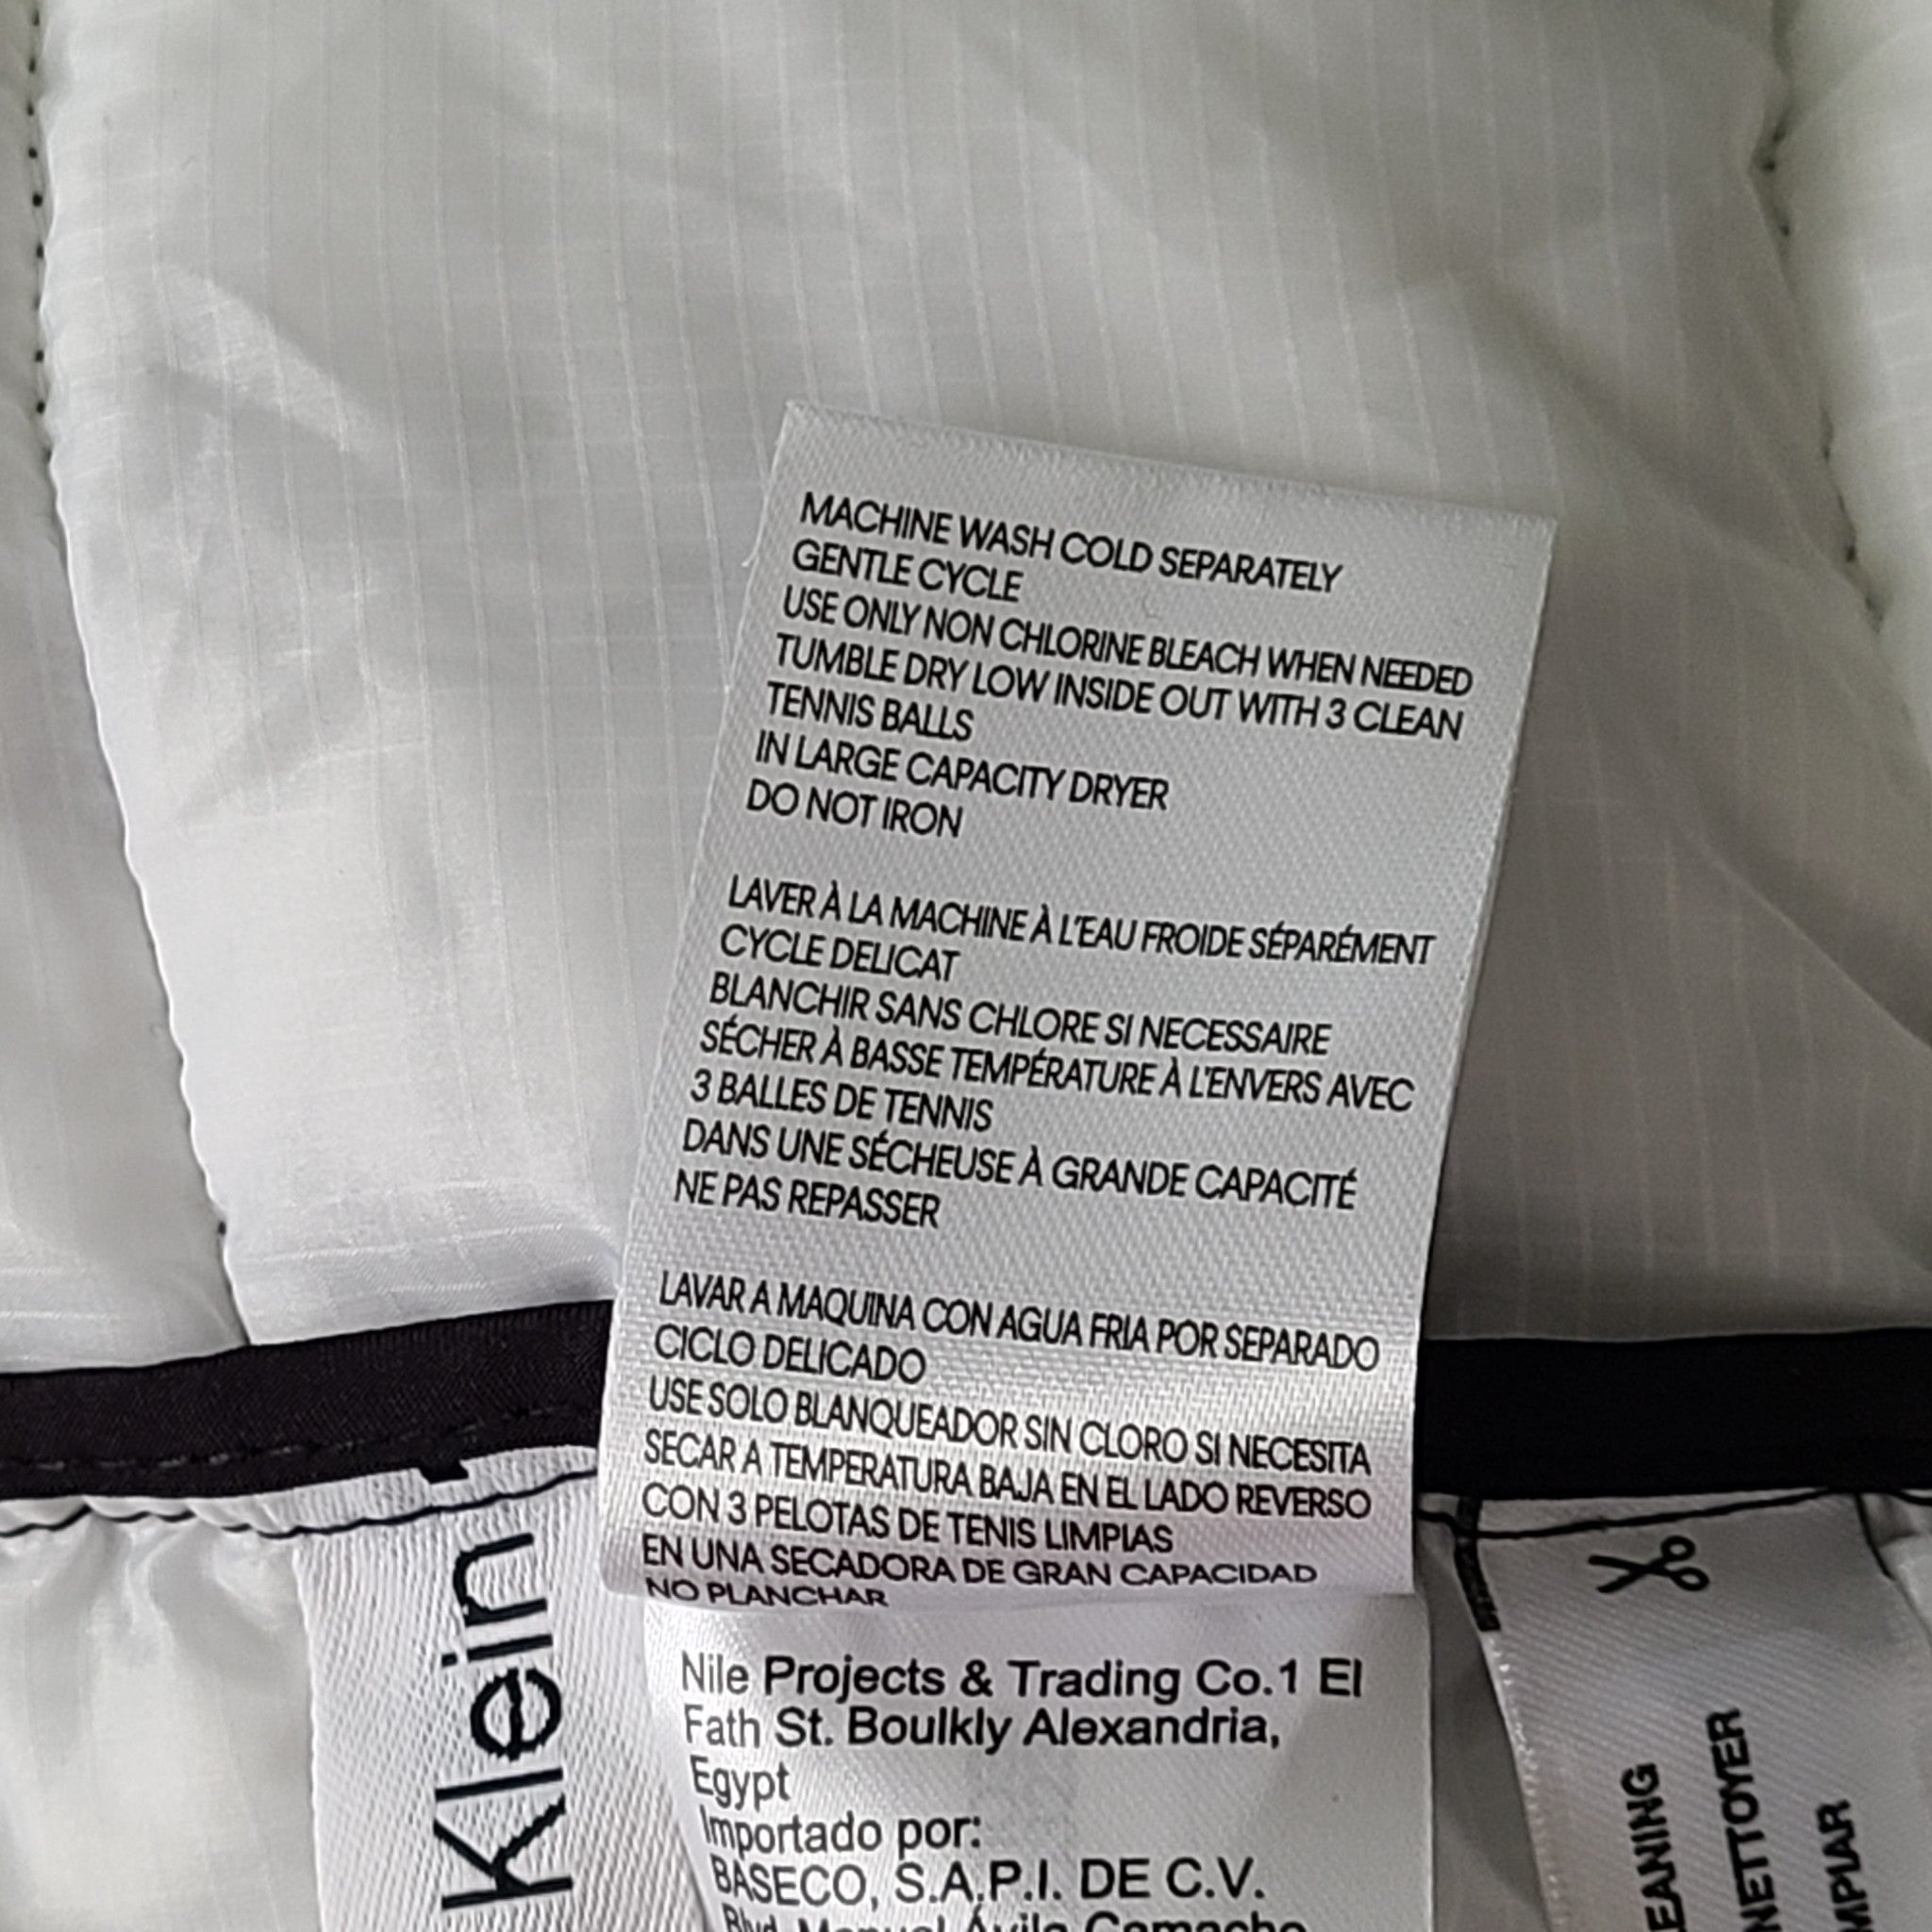 MACHINE WASH COLD SEPARATELY
GENTLE CYCLE
USE ONLY NON CHLORINE BLEACH WHEN NEEDED
TUMBLE DRY LOW INSIDE OUT WITH 3 CLEAN
TENNIS BALLS
IN LARGE CAPACITY DRYER
DO NOT IRON
LAVER À LA MACHINE À L'EAU FROIDE SÉPARÉMENT
CYCLE DELICAT
BLANCHIR SANS CHLORE SI NECESSAIRE
SÉCHER À BASSE TEMPÉRATURE À L'ENVERS AVEC
3 BALLES DE TENNIS
DANS UNE SÉCHEUSE À GRANDE CAPACITÉ
NE PAS REPASSER
LAVAR A MAQUINA CON AGUA FRIA POR SEPARADO
CICLO DELICADO
USE SOLO BLANQUEADOR SIN CLORO SI NECESITA
SECAR A TEMPERATURA BAJA EN EL LADO REVERSO
CON 3 PELOTAS DE TENIS LIMPIAS
EN UNA SECADORA DE GRAN CAPACIDAD
NO PLANCHAR
Nile Projects & Trading Co.1 El
Fath St. Boulkly Alexandria,
Egypt
Importado por:
BASECO, S.A.P.I. DE C.V.
Blvd. Manuel Ávila Camacho
Klein
NETTOYER